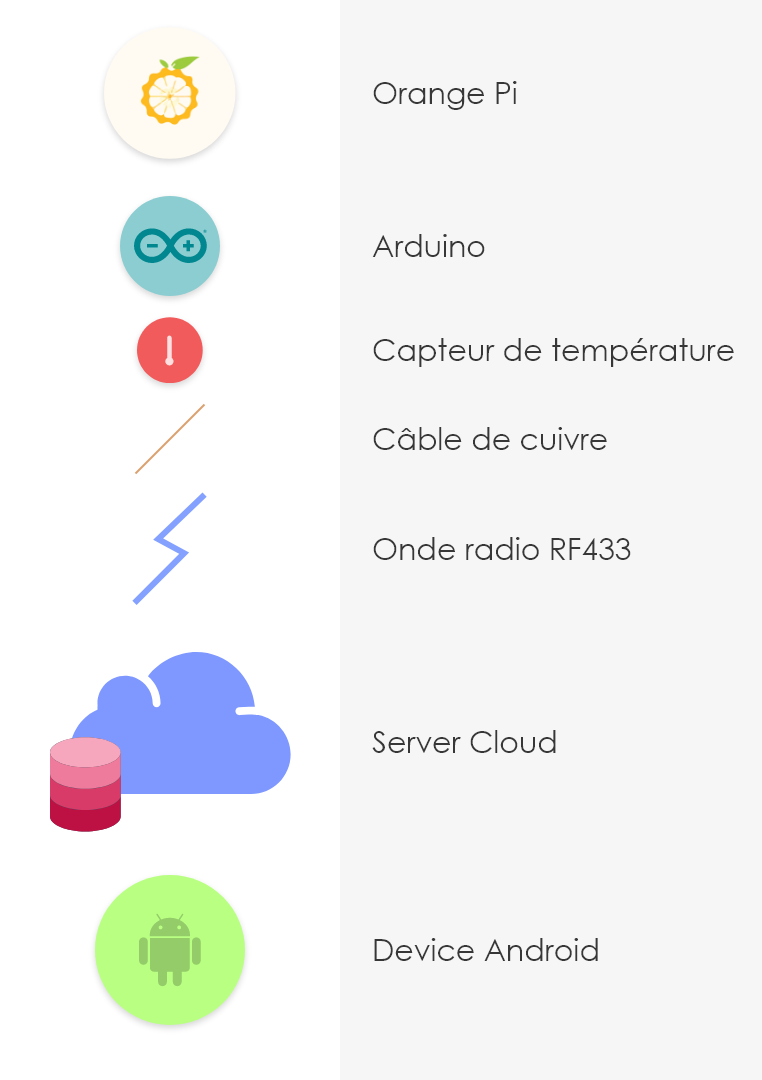 Orange Pi
Arduino
Capteur de température
Câble de cuivre
Onde radio RF433
Server Cloud
Device Android